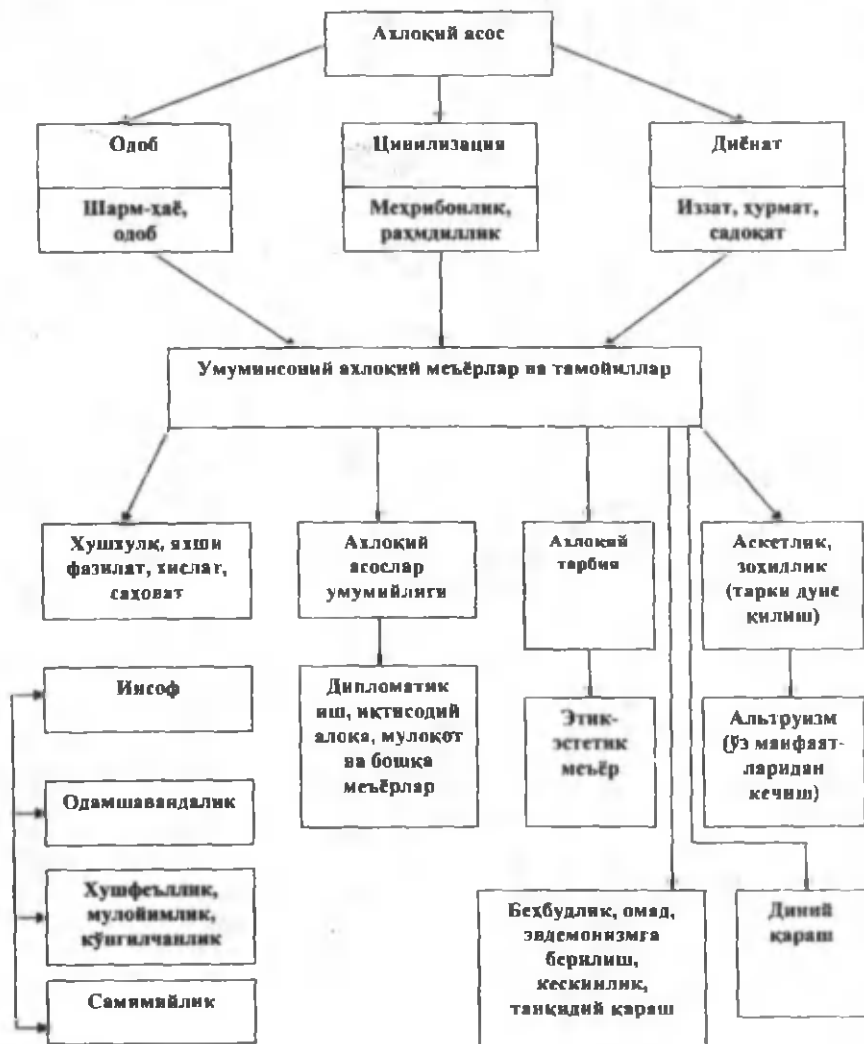 Ахлоқий асос
Одоб
Цивилизация
Диёнат
Шарм-ҳаё,
одоб
Меҳрибонлик,
раҳмдиллик
Иззат, ҳурмат,
садоқат
Умуминсоний ахлоқий меъёрлар ва тамойиллар
Хушхулқ, яхши
фазилат, хислат,
саховат
Ахлоқий
асослар
умумийлиги
Ахлоқий
тарбия
Аскетлик,
зоҳидлик
(тарки дунё
қилиш)
Инсоф
Одамшавандалик
Хушфеъллик,
мулойимлик,
кўнгилчанлик
Самимийлик
Дипломатик
иш, иқтисодий
алоқа, мулоқот
ва бошқа
меъёрлар
Этик-
эстетик
меъёр
Альтруизм
(ўз манфаат-
ларидан
кечиш)
Беҳбудлик, омад,
эвдемонизмга
берилиш,
кескинлик,
танқидий қараш
Диний
қараш